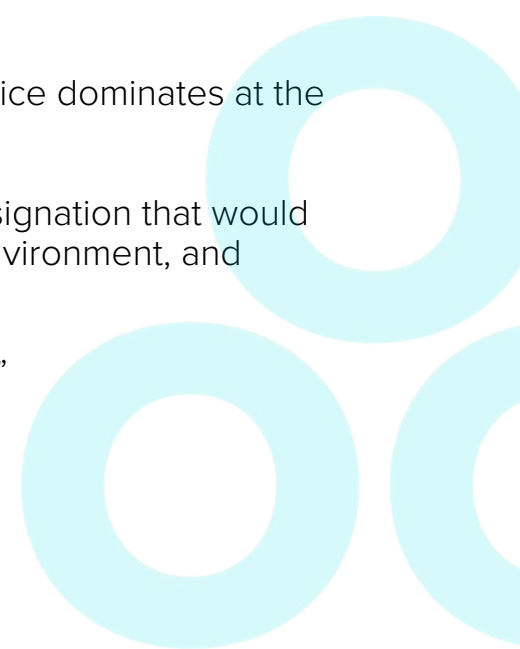 ice dominates at the
signation that would
vironment, and
”